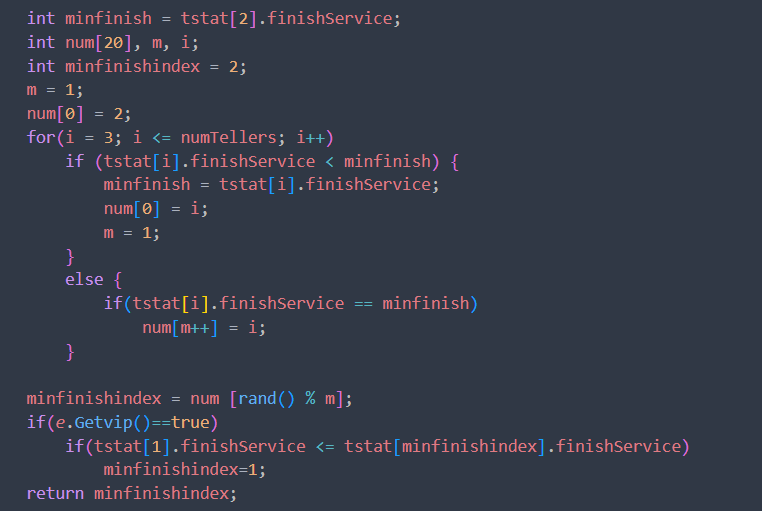 int minfinish = tstat[2].finishService;
int num[20], m, i;
int minfinishindex = 2;
m = 1;
num[0] = 2;
for(i = 3; i <= numTellers; i++)
    if (tstat[i].finishService < minfinish) {
        minfinish = tstat[i].finishService;
        num[0] = i;
        m = 1;
    }
    else {
        if(tstat[i].finishService == minfinish)
            num[m++] = i;
    }

minfinishindex = num [rand() % m];
if(e.Getvip()==true)
    if(tstat[1].finishService <= tstat[minfinishindex].finishService)
        minfinishindex=1;
return minfinishindex;